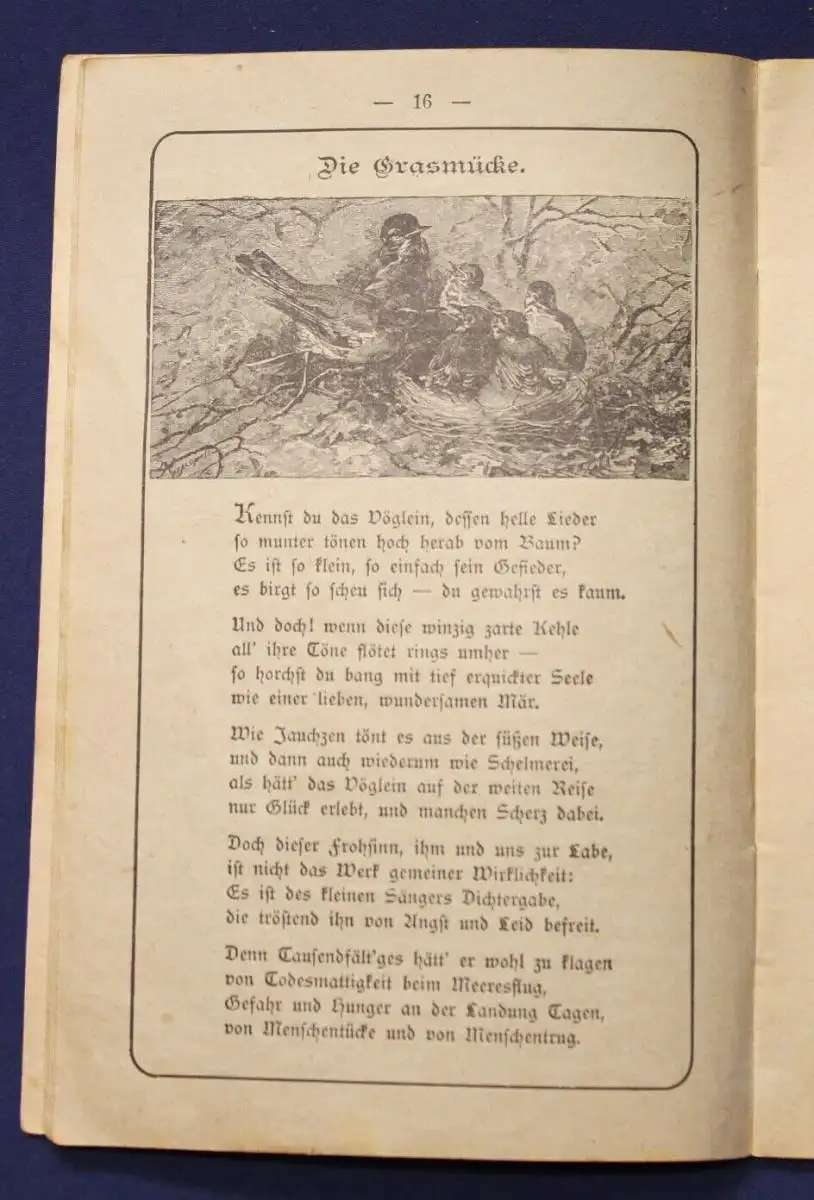 — 16 —
Die Grasmücke.
Kennst du das Vöglein, dessen helle Lieder
so munter tönen hoch herab vom Baum?
Es ist so klein, so einfach sein Gefieder,
es birgt so scheu sich — du gewahrst es kaum.
Und doch! wenn diese winzig zarte Kehle
all' ihre Töne flötet rings umher —
so horchst du bang mit tief erquickter Seele
wie einer lieben, wundersamen Mär.
Wie Jauchzen tönt es aus der süßen Weise,
und dann auch wiederum wie Schelmerei,
als hätt' das Vöglein auf der weiten Reise
nur Glück erlebt, und manchen Scherz dabei.
Doch dieser Frohsinn, ihm und uns zur Labe,
ist nicht das Werk gemeiner Wirklichkeit:
Es ist des kleinen Sängers Dichtergabe,
die tröstend ihn von Angst und Leid befreit.
Denn Tausendfält'ges hätt' er wohl zu klagen
von Todesmattigkeit beim Meeresflug,
Gefahr und Hunger an der Landung Tagen,
von Menschentücke und von Menschentrug.